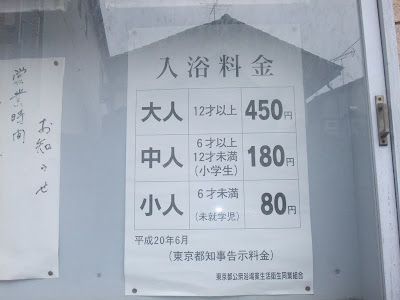 入浴料金
大人 12才以上 450円
中人 6才以上 12才未満 (小学生) 180円
小人 6才未満 (未就学児) 80円
平成20年6月
(東京都知事告示料金)
東京都公衆浴場業生活衛生同業組合
営業時間
お知らせ